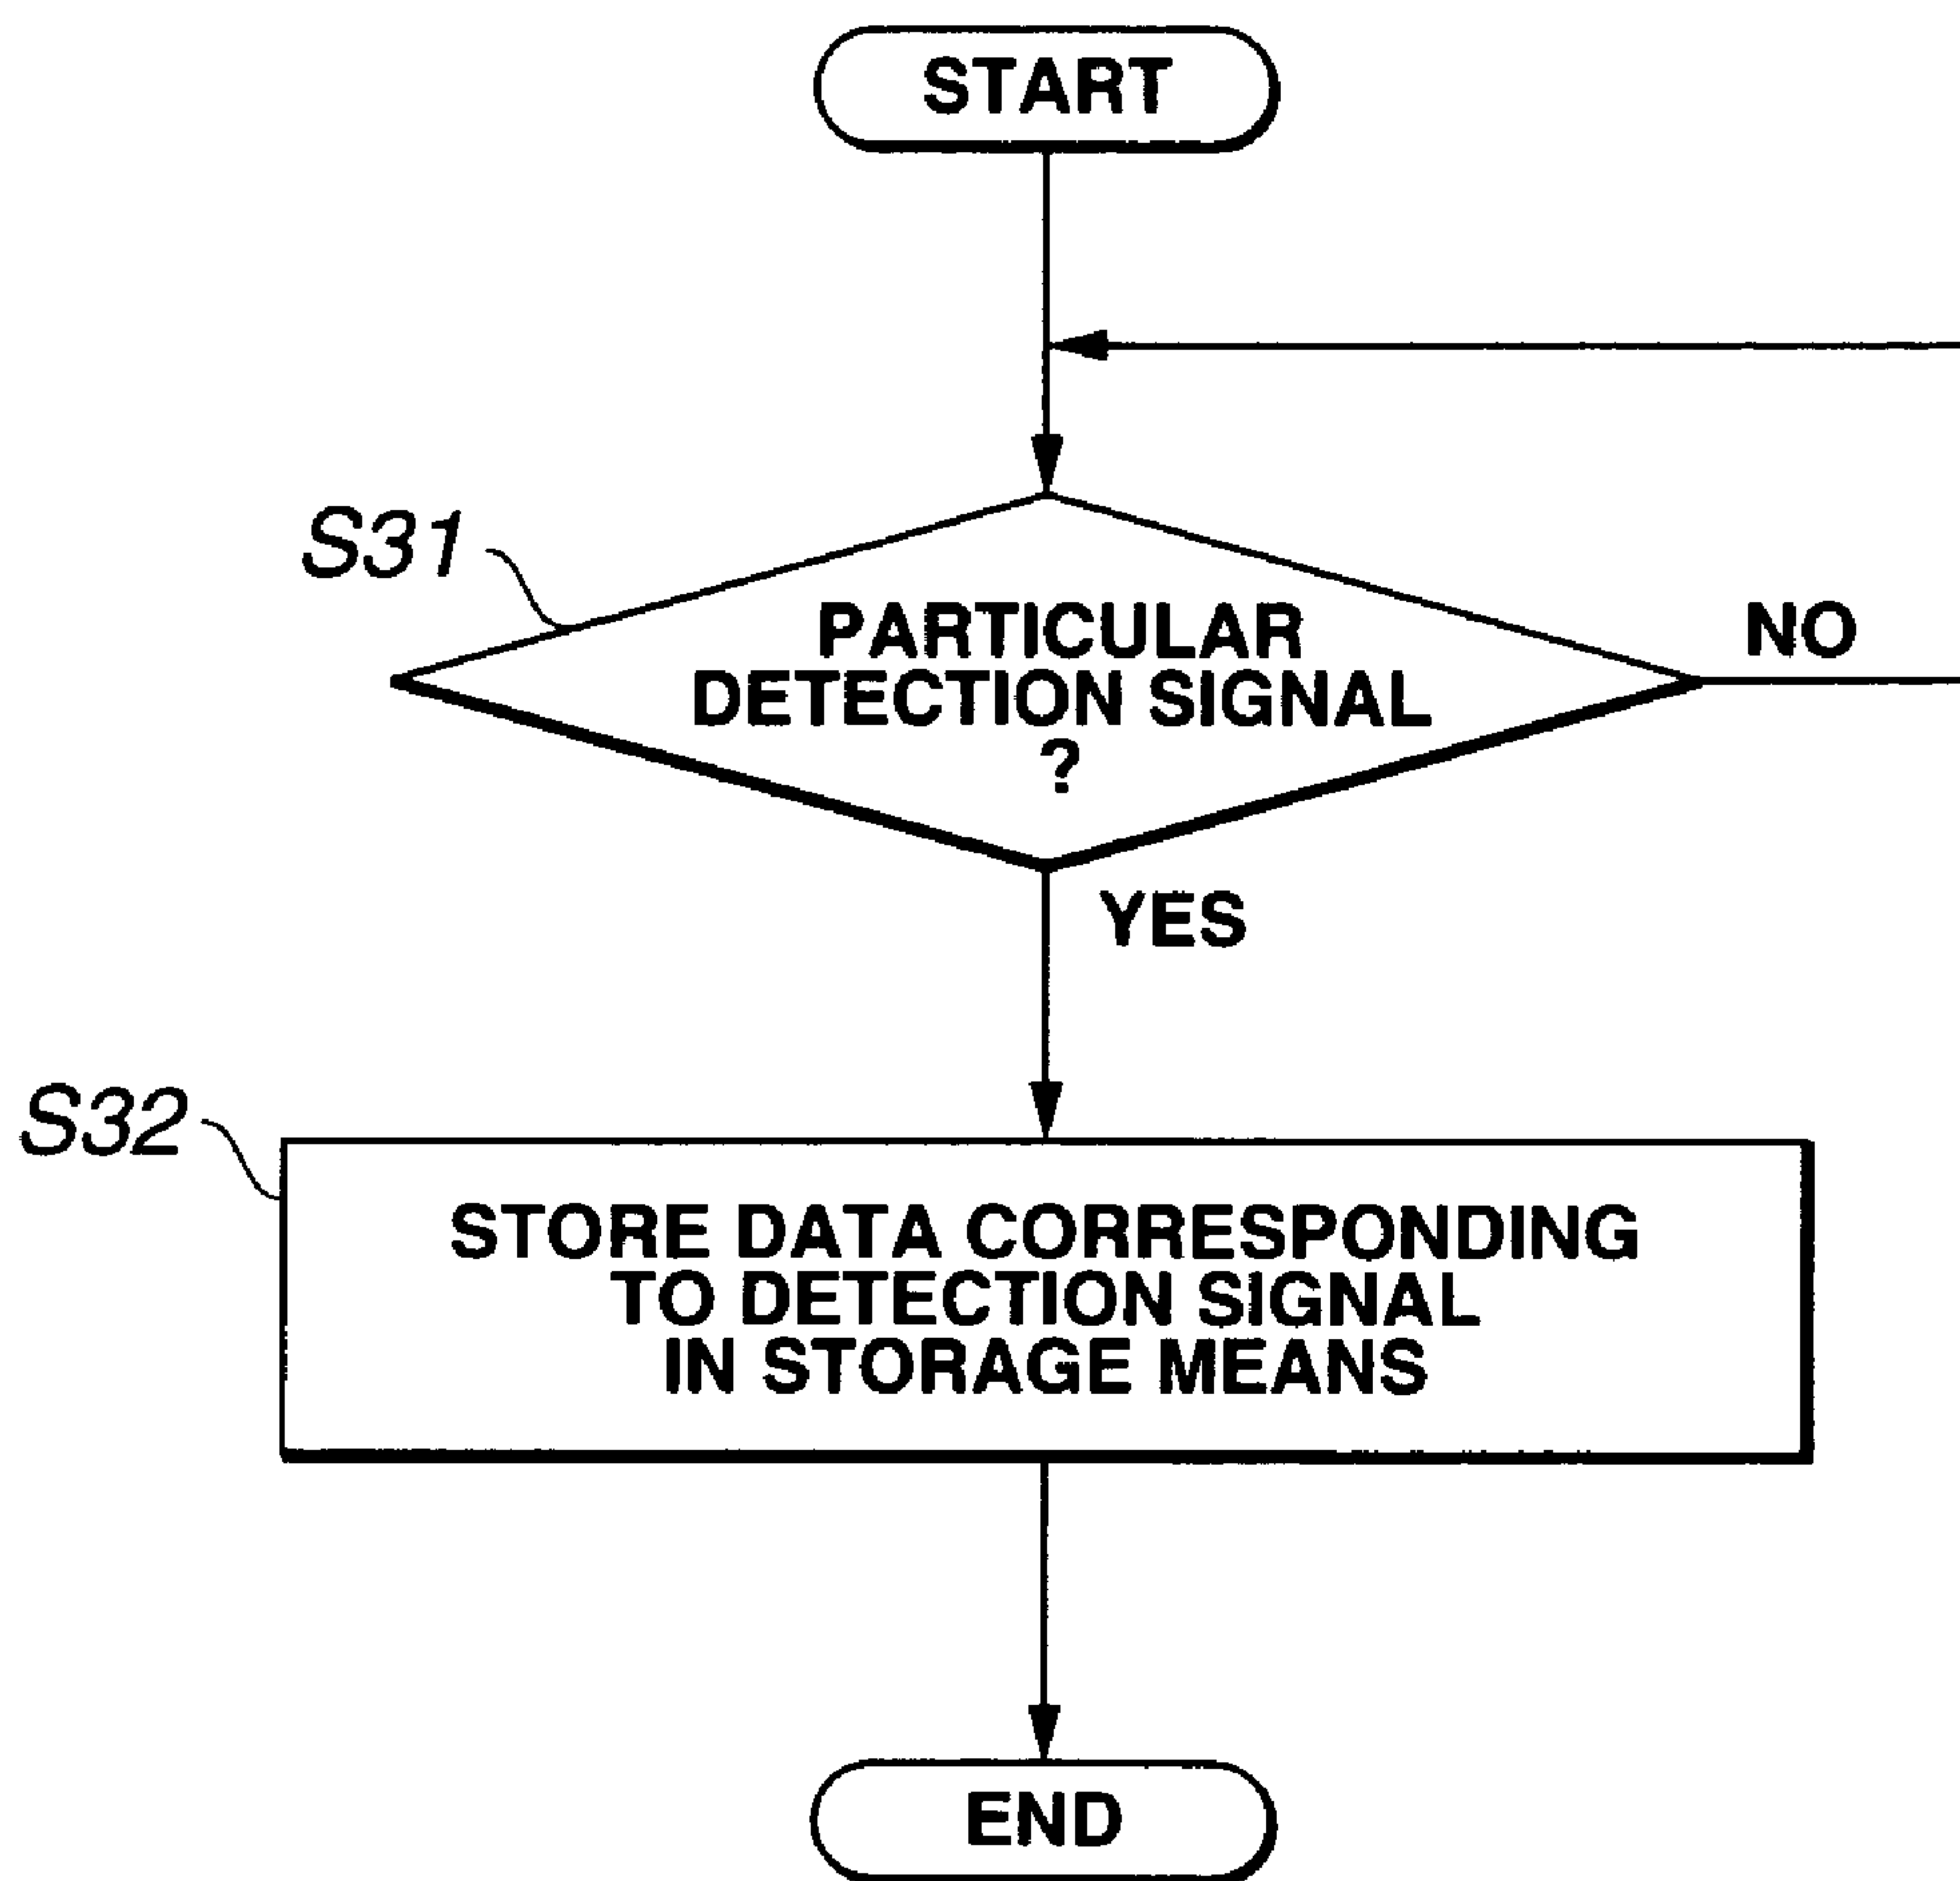 START
S31
PARTICULAR
DETECTION SIGNAL
?
NO
YES
S32
STORE DATA CORRESPONDING
TO DETECTION SIGNAL
IN STORAGE MEANS
END